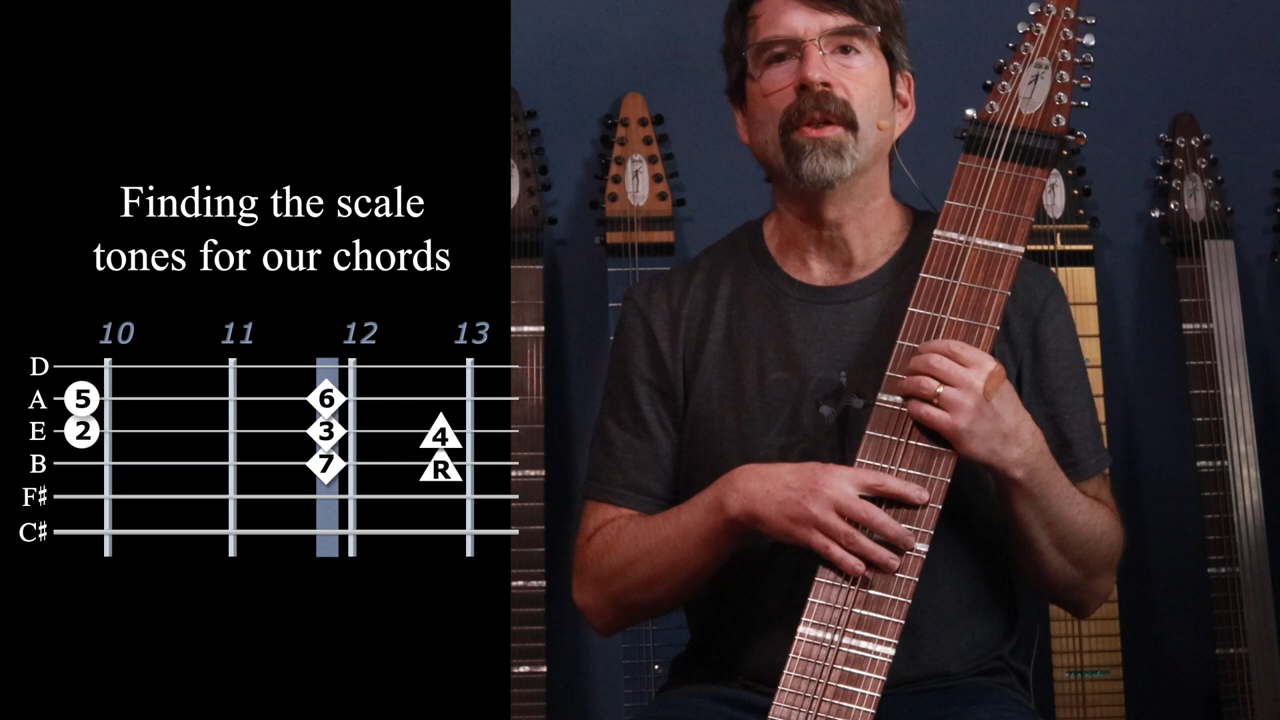 Finding the scale
tones for our chords
10 11 12 13
D
A 5 6
E 2 3 4
B 7 R
F#
C#